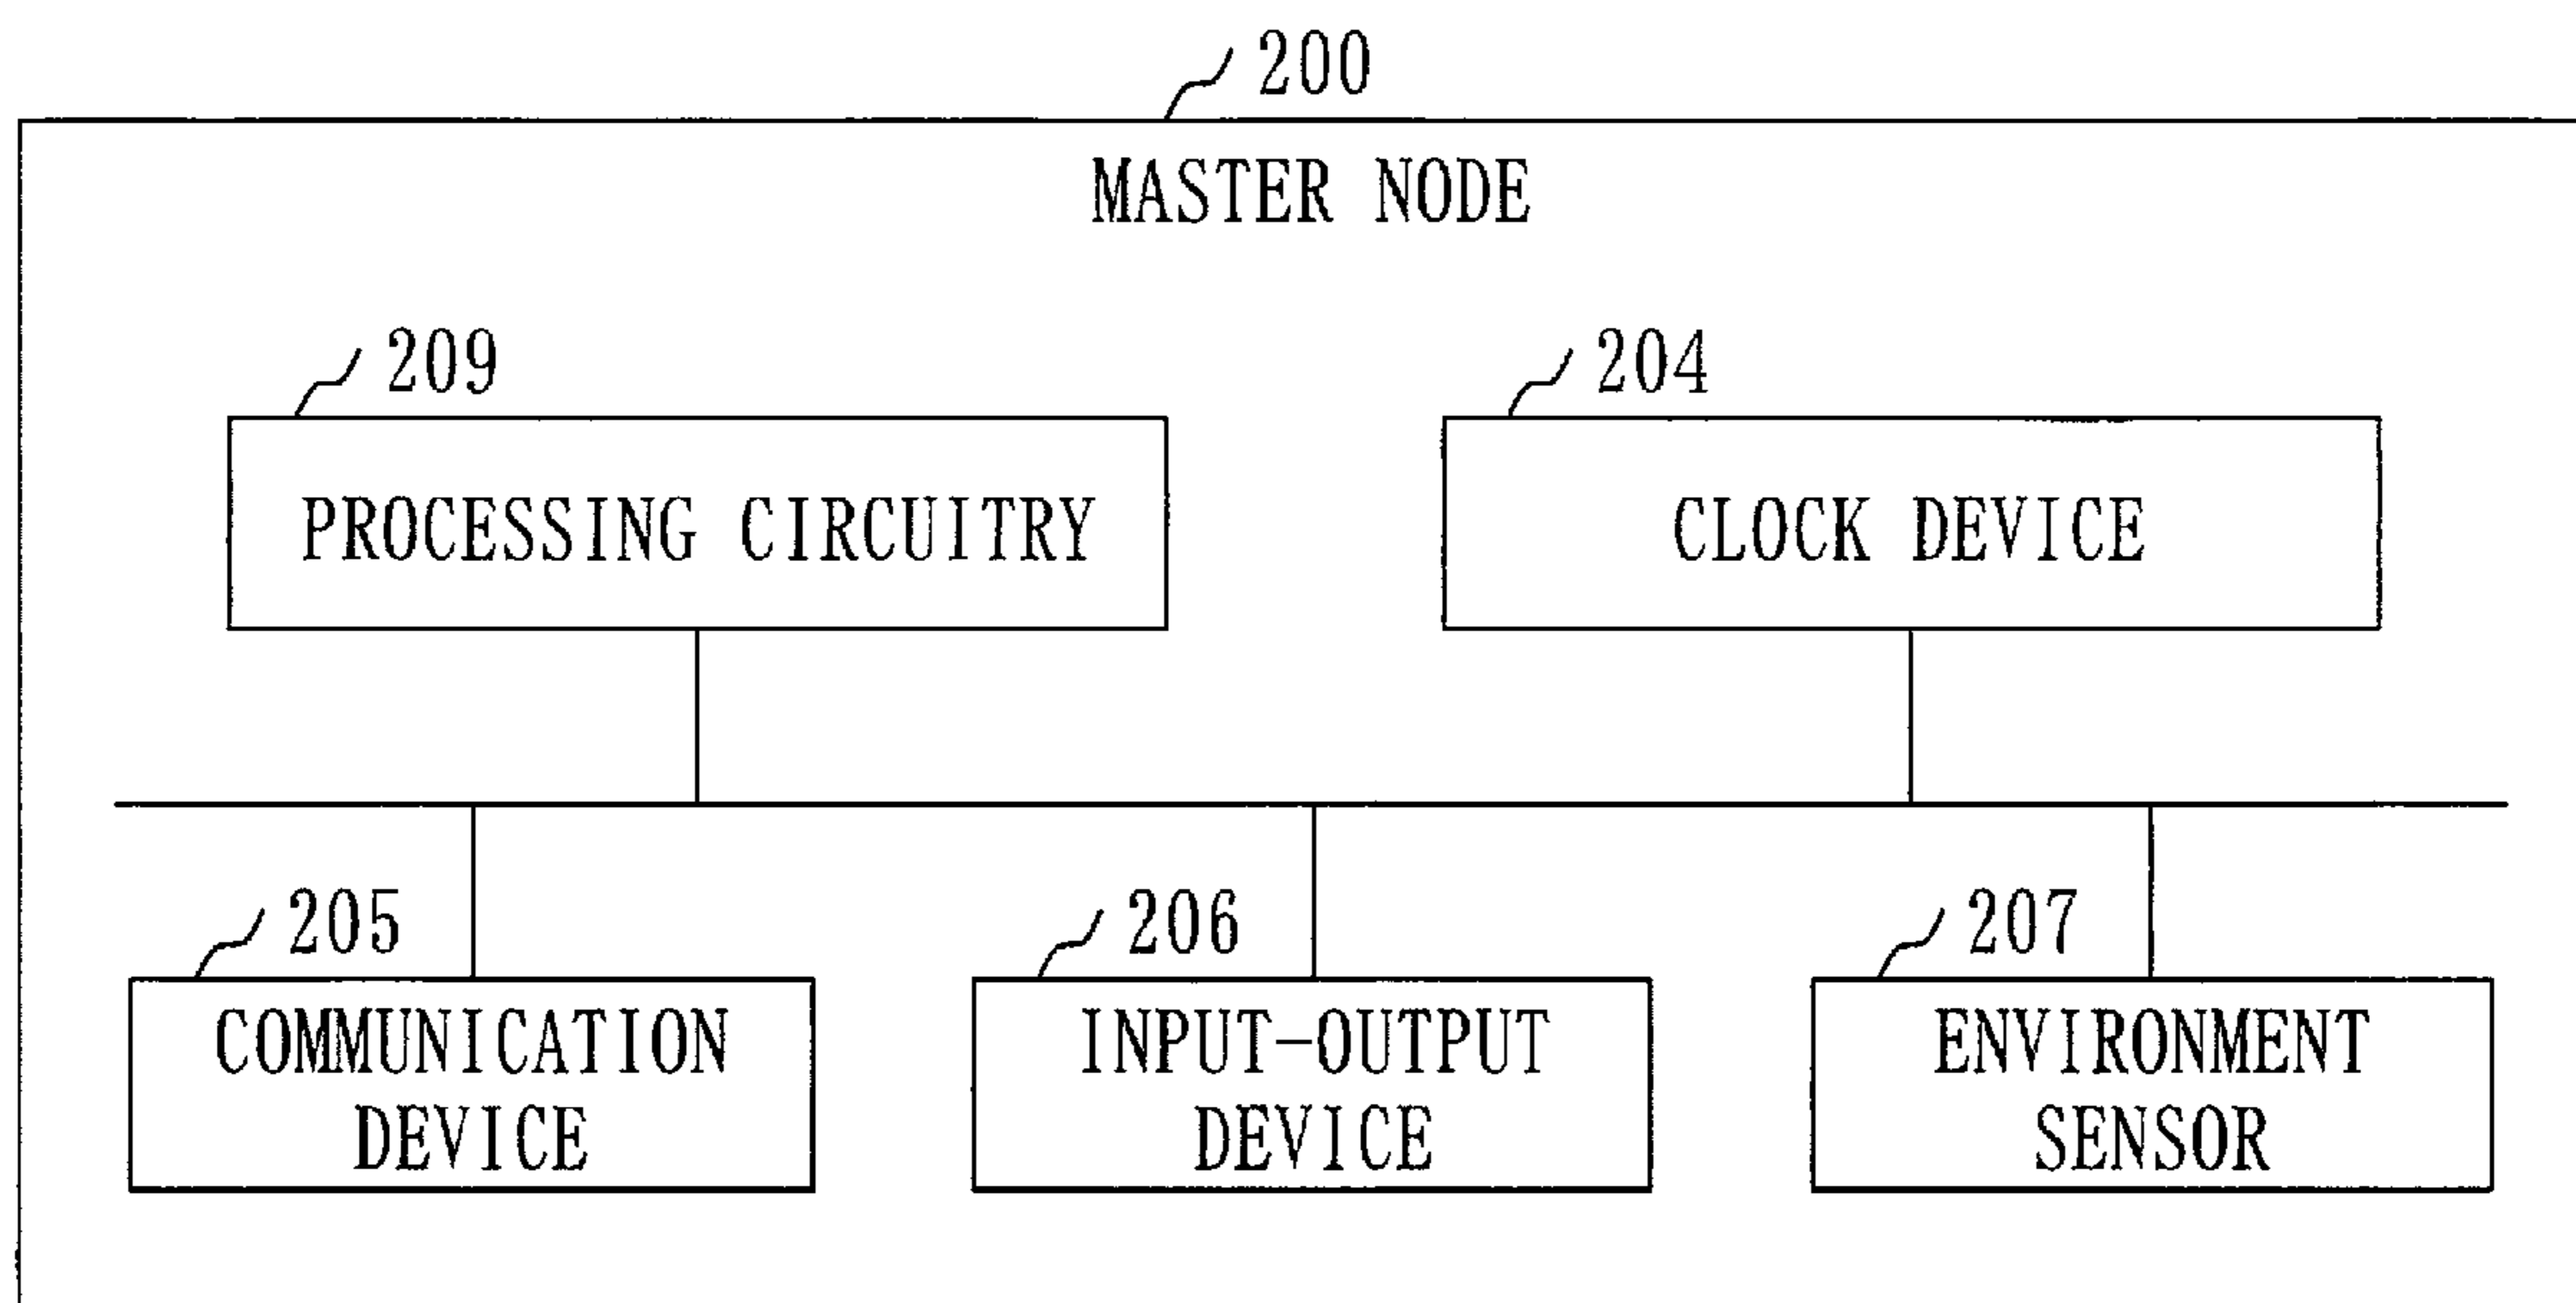 200
MASTER NODE
209
204
PROCESSING CIRCUITRY
CLOCK DEVICE
205
206
207
COMMUNICATION
DEVICE
INPUT-OUTPUT
DEVICE
ENVIRONMENT
SENSOR